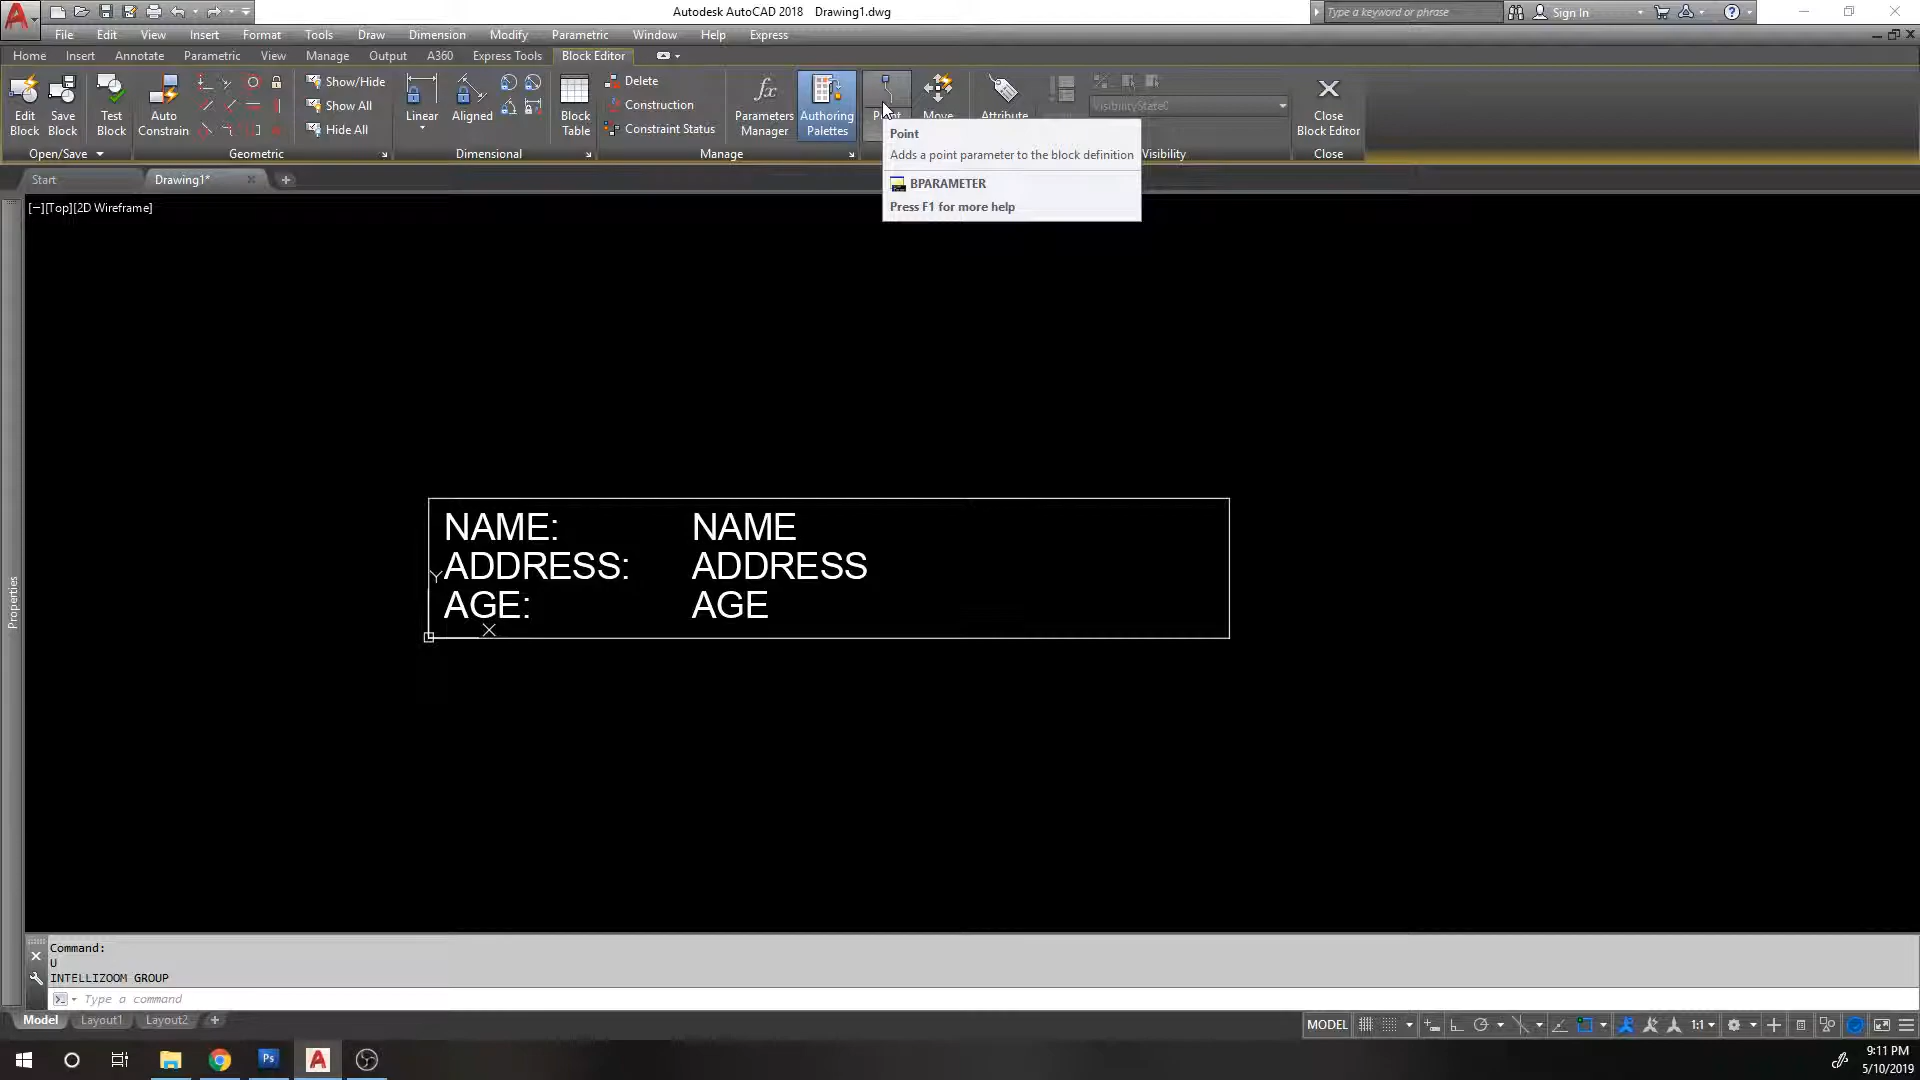 Autodesk AutoCAD 2018 Drawing1.dwg
Type a keyword or phrase
Sign In
File Edit View Insert Format Tools Draw Dimension Modify Parametric Window Help Express
Home Insert Annotate Parametric View Manage Output A360 Express Tools Block Editor
Edit Block
Save Block
Test Block
Auto Constrain
Show/Hide
Show All
Hide All
Linear
Aligned
Block Table
Delete
Construction
Constraint Status
Parameters Manager
Authoring Palettes
Point
Move
Attribute
VisibilityState0
Close Block Editor
Open/Save
Geometric
Dimensional
Manage
Visibility
Close
Point
Adds a point parameter to the block definition
BPARAMETER
Press F1 for more help
Start
Drawing1*
[−][Top][2D Wireframe]
Properties
NAME: NAME
ADDRESS: ADDRESS
AGE: AGE
Y
X
Command:
U
INTELLIZOOM GROUP
Type a command
Model Layout1 Layout2
MODEL
1:1
Ps
9:11 PM
5/10/2019